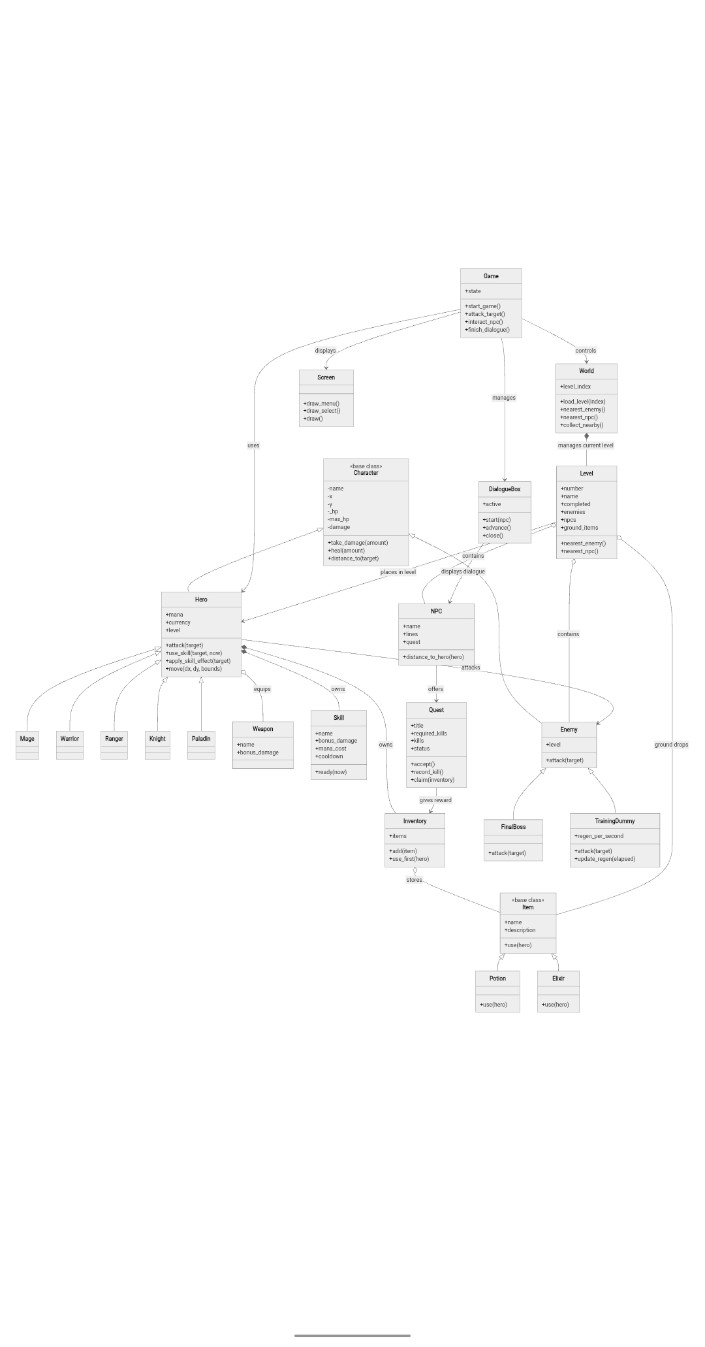 Game
+state
+start_game()
+attack_target()
+interact_npc()
+finish_dialogue()
displays
controls
Screen
+draw_menu()
+draw_select()
+draw()
World
+level_index
+load_level(index)
+nearest_enemy()
+nearest_npc()
+collect_nearby()
manages
uses
manages current level
«base class»
Character
-name
-x
-y
-_hp
-max_hp
-damage
+take_damage(amount)
+heal(amount)
+distance_to(target)
DialogueBox
+active
+start(npc)
+advance()
+close()
Level
+number
+name
+completed
+enemies
+npcs
+ground_items
+nearest_enemy()
+nearest_npc()
contains
places in level
displays dialogue
Hero
+mana
+currency
+level
+attack(target)
+use_skill(target, now)
+apply_skill_effect(target)
+move(dx, dy, bounds)
NPC
+name
+lines
+quest
+distance_to_hero(hero)
contains
attacks
equips
owns
offers
owns
ground drops
Mage
Warrior
Ranger
Knight
Paladin
Weapon
+name
+bonus_damage
Skill
+name
+bonus_damage
+mana_cost
+cooldown
+ready(now)
Quest
+title
+required_kills
+kills
+status
+accept()
+record_kill()
+claim(inventory)
Enemy
+level
+attack(target)
gives reward
Inventory
+items
+add(item)
+use_first(hero)
FinalBoss
+attack(target)
TrainingDummy
+regen_per_second
+attack(target)
+update_regen(elapsed)
stores
«base class»
Item
+name
+description
+use(hero)
Potion
+use(hero)
Elixir
+use(hero)